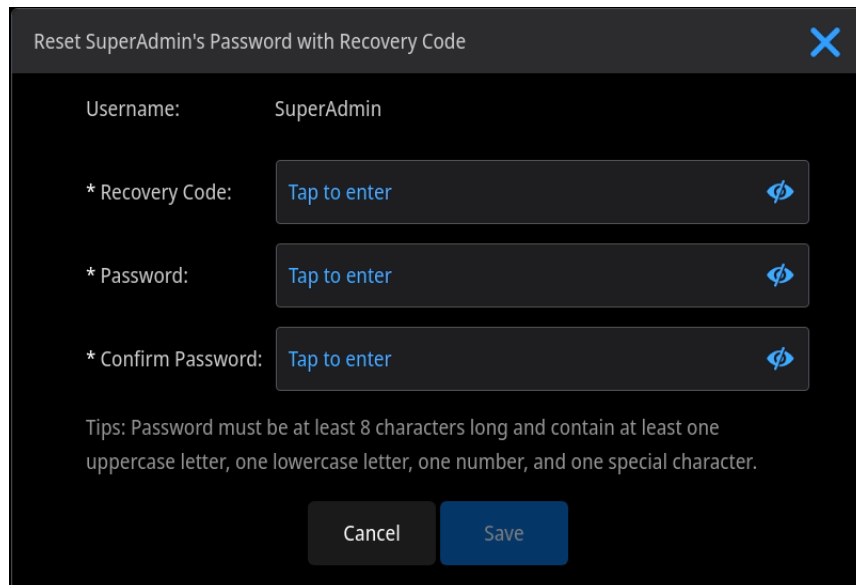 Reset SuperAdmin's Password with Recovery Code
Username: SuperAdmin
* Recovery Code: Tap to enter
* Password: Tap to enter
* Confirm Password: Tap to enter
Tips: Password must be at least 8 characters long and contain at least one
uppercase letter, one lowercase letter, one number, and one special character.
Cancel Save